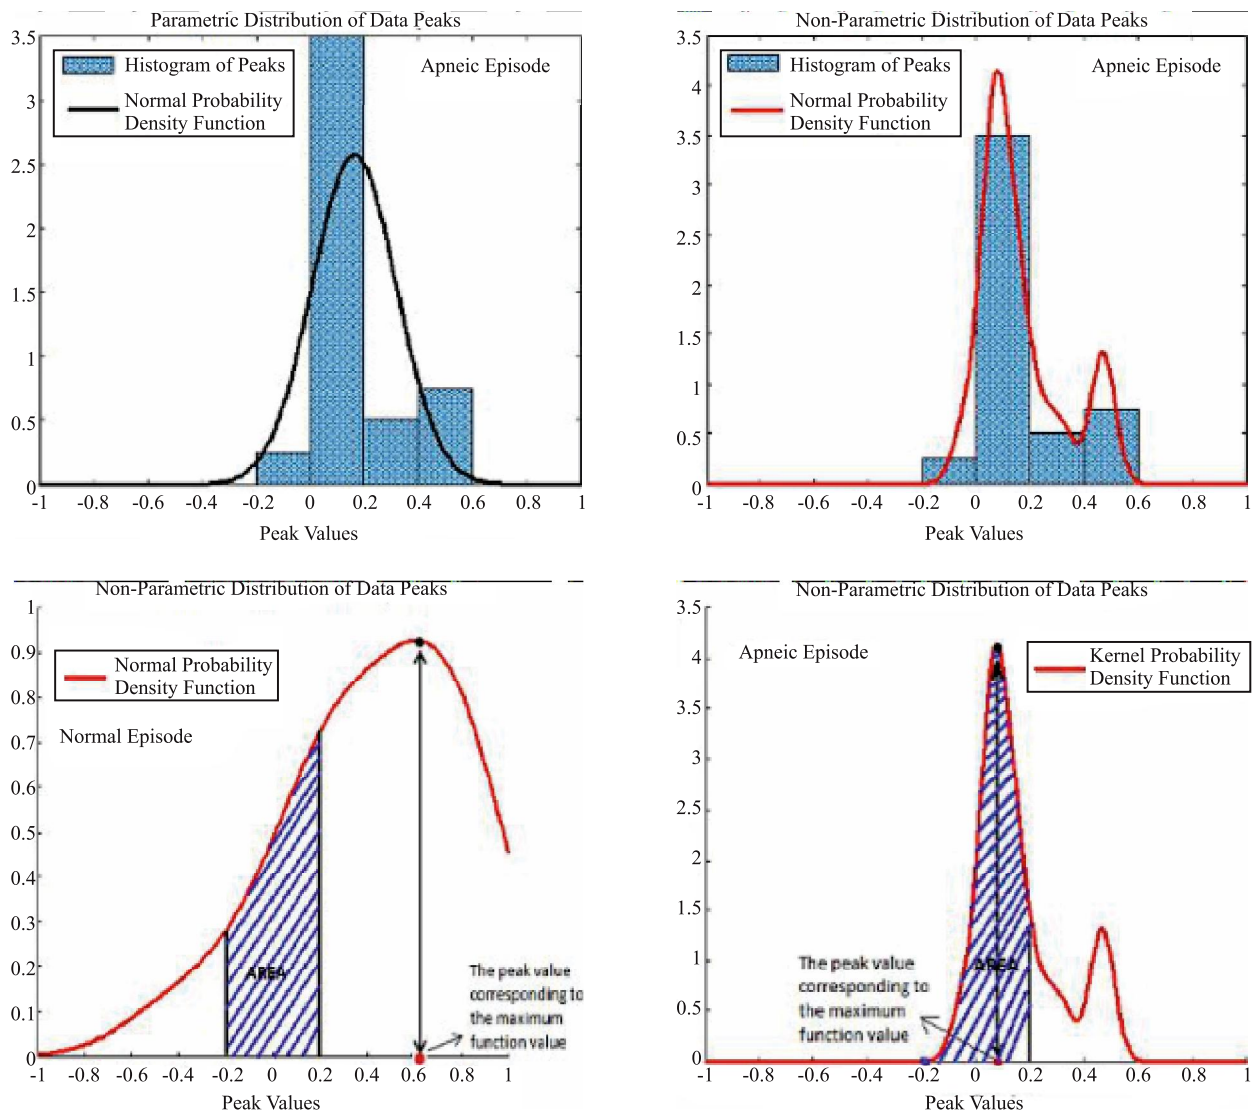 Parametric Distribution of Data Peaks
3.5
3
2.5
2
1.5
1
0.5
0
Histogram of Peaks
Normal Probability
Density Function
Apneic Episode
-1 -0.8 -0.6 -0.4 -0.2 0 0.2 0.4 0.6 0.8 1
Peak Values
Non-Parametric Distribution of Data Peaks
3.5
4
3.5
3
2.5
2
1.5
1
0.5
0
Histogram of Peaks
Normal Probability
Density Function
Apneic Episode
-1 -0.8 -0.6 -0.4 -0.2 0 0.2 0.4 0.6 0.8 1
Peak Values
Non-Parametric Distribution of Data Peaks
1
0.9
0.8
0.7
0.6
0.5
0.4
0.3
0.2
0.1
0
Normal Probability
Density Function
Normal Episode
AREA
The peak value
corresponding to
the maximum
function value
-1 -0.8 -0.6 -0.4 -0.2 0 0.2 0.4 0.6 0.8 1
Peak Values
Non-Parametric Distribution of Data Peaks
3.5
4
3.5
3
2.5
2
1.5
1
0.5
0
Apneic Episode
Kernel Probability
Density Function
The peak value
corresponding to
the maximum
function value
AREA
-1 -0.8 -0.6 -0.4 -0.2 0 0.2 0.4 0.6 0.8 1
Peak Values